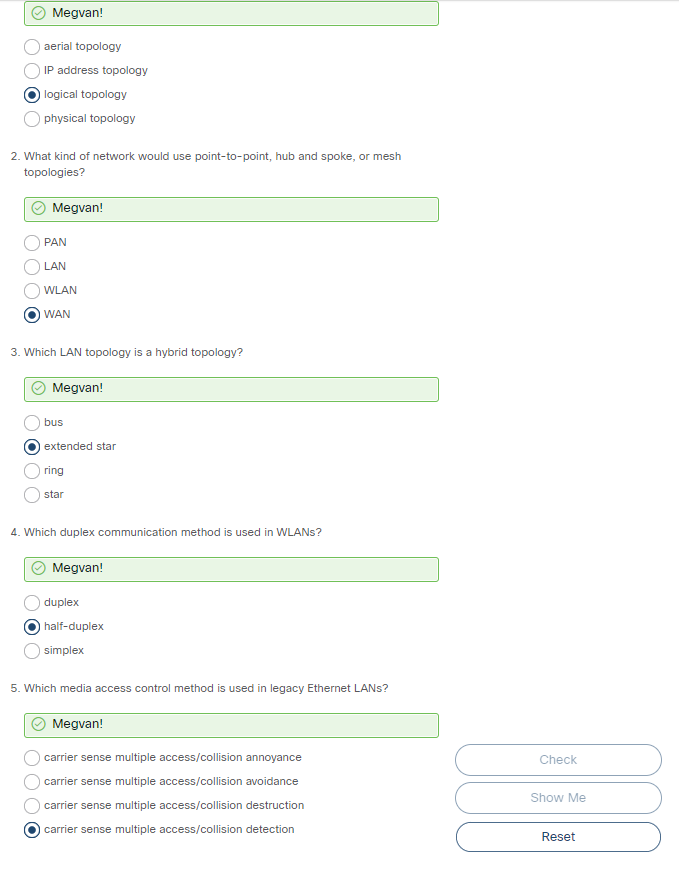 Megvan!
aerial topology
IP address topology
logical topology
physical topology
2. What kind of network would use point-to-point, hub and spoke, or mesh
topologies?
Megvan!
PAN
LAN
WLAN
WAN
3. Which LAN topology is a hybrid topology?
Megvan!
bus
extended star
ring
star
4. Which duplex communication method is used in WLANs?
Megvan!
duplex
half-duplex
simplex
5. Which media access control method is used in legacy Ethernet LANs?
Megvan!
carrier sense multiple access/collision annoyance
carrier sense multiple access/collision avoidance
carrier sense multiple access/collision destruction
carrier sense multiple access/collision detection
Check
Show Me
Reset